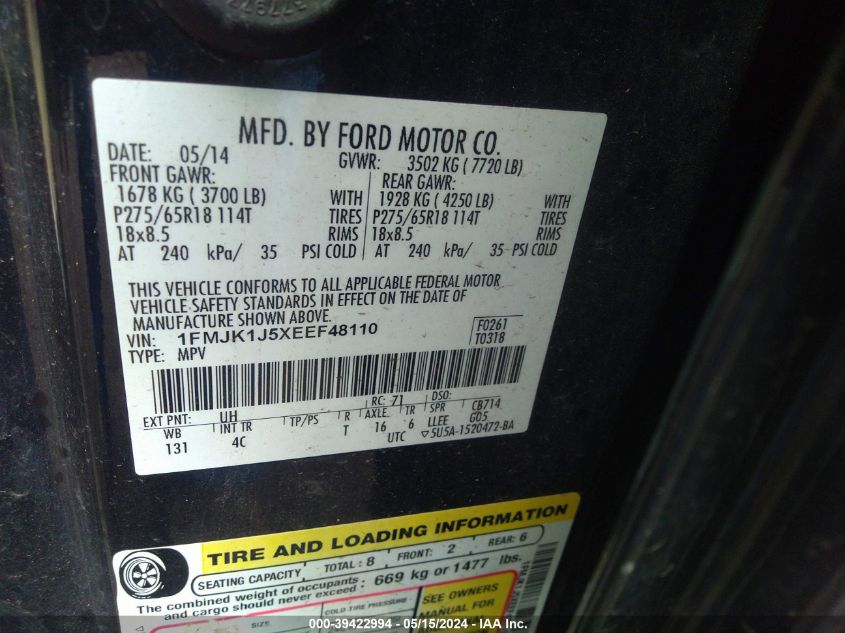 377977
MFD. BY FORD MOTOR CO.
DATE: 05/14 GVWR: 3502 KG ( 7720 LB)
FRONT GAWR: REAR GAWR:
1678 KG ( 3700 LB) WITH 1928 KG ( 4250 LB) WITH
P275/65R18 114T TIRES P275/65R18 114T TIRES
18x8.5 RIMS 18x8.5 RIMS
AT 240 kPa/ 35 PSI COLD AT 240 kPa/ 35 PSI COLD
THIS VEHICLE CONFORMS TO ALL APPLICABLE FEDERAL MOTOR
VEHICLE SAFETY STANDARDS IN EFFECT ON THE DATE OF
MANUFACTURE SHOWN ABOVE.
VIN: 1FMJK1J5XEEF48110 F0261
TYPE: MPV T0318
EXT PNT: UH RC: 71 DSO:
WB INT TR TP/PS R AXLE TR SPR CB714
131 4C T 16 6 LLEE G05
UTC ▽5U5A-1520472-BA
TIRE AND LOADING INFORMATION
SEATING CAPACITY TOTAL : 8 FRONT: 2 REAR: 6
The combined weight of occupants and cargo should never exceed : 669 kg or 1477 lbs.
SIZE COLD TIRE PRESSURE SEE OWNERS
MANUAL FOR
000-39422994 - 05/15/2024 - IAA Inc.